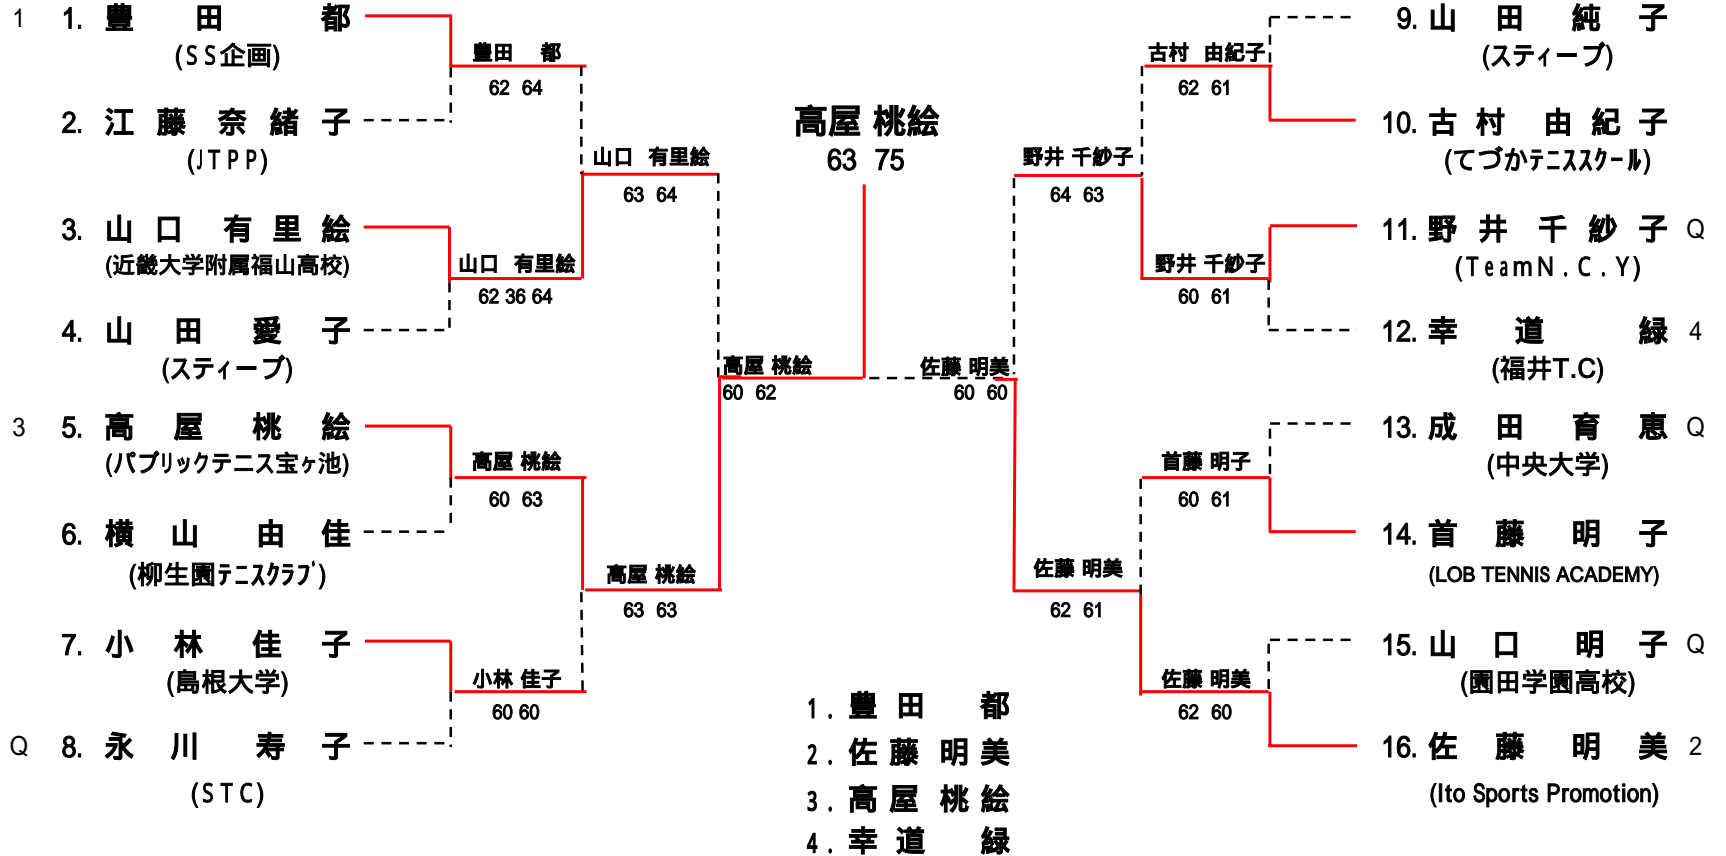 1 1. 豊田 都
(SS企画)
2. 江藤 奈緒子
(JTPP)
3. 山口 有里絵
(近畿大学附属福山高校)
4. 山田 愛子
(スティーブ)
3 5. 高屋 桃絵
(パブリックテニス宝ヶ池)
6. 横山 由佳
(柳生園テニスクラブ)
7. 小林 佳子
(島根大学)
Q 8. 永川 寿子
(STC)
豊田 都
62 64
山口 有里絵
62 36 64
高屋 桃絵
60 63
小林 佳子
60 60
山口 有里絵
63 64
高屋 桃絵
63 63
高屋 桃絵
60 62
高屋 桃絵
63 75
佐藤 明美
60 60
野井 千紗子
64 63
佐藤 明美
62 61
古村 由紀子
62 61
野井 千紗子
60 61
首藤 明子
60 61
佐藤 明美
62 60
9. 山田 純子
(スティーブ)
10. 古村 由紀子
(てづかテニススクール)
11. 野井 千紗子 Q
(TeamN.C.Y)
12. 幸道 緑 4
(福井T.C)
13. 成田 育恵 Q
(中央大学)
14. 首藤 明子
(LOB TENNIS ACADEMY)
15. 山口 明子 Q
(園田学園高校)
16. 佐藤 明美 2
(Ito Sports Promotion)
1. 豊田 都
2. 佐藤 明美
3. 高屋 桃絵
4. 幸道 緑